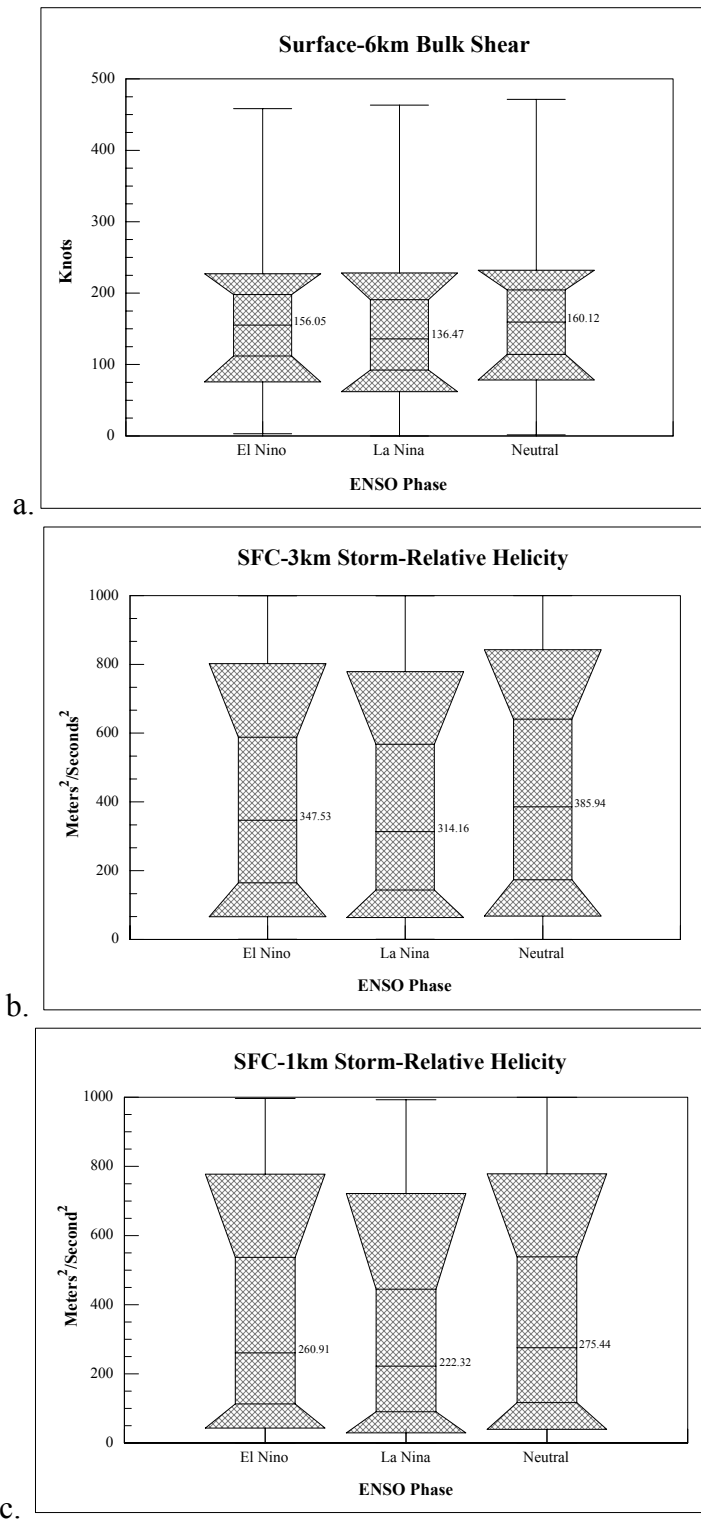 Surface-6km Bulk Shear
500
400
300
200
100
0
Knots
156.05
136.47
160.12
El Nino La Nina Neutral
ENSO Phase
a.
SFC-3km Storm-Relative Helicity
1000
800
600
400
200
0
Meters²/Seconds²
347.53
314.16
385.94
El Nino La Nina Neutral
ENSO Phase
b.
SFC-1km Storm-Relative Helicity
1000
800
600
400
200
0
Meters²/Second²
260.91
222.32
275.44
El Nino La Nina Neutral
ENSO Phase
c.